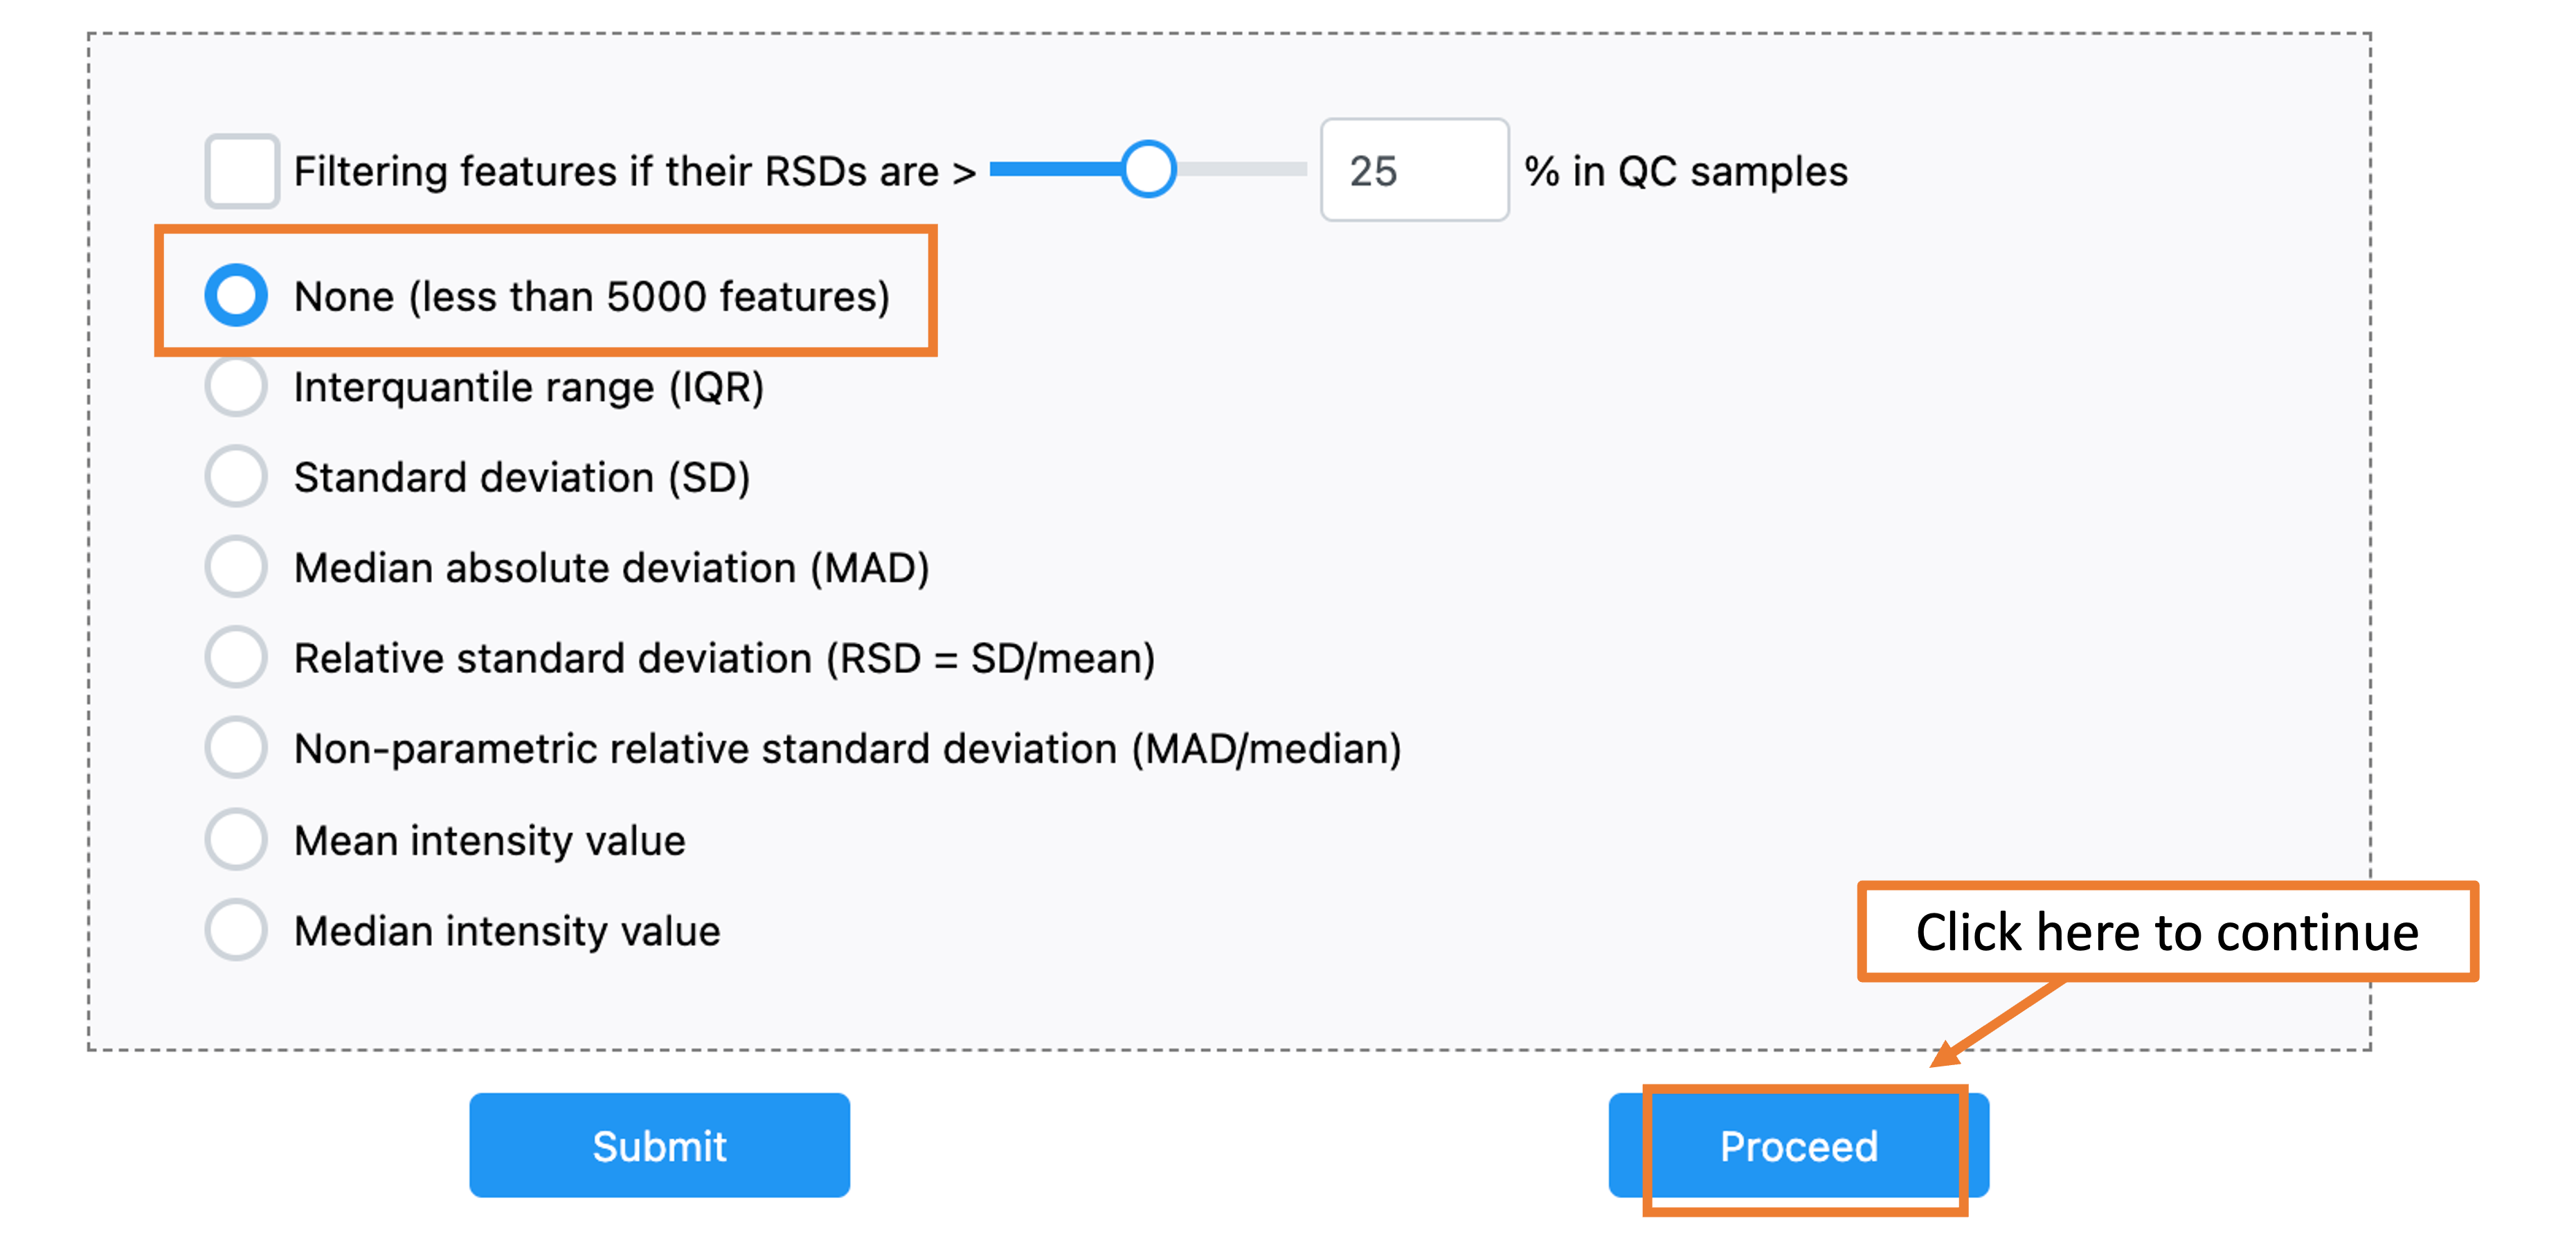 Filtering features if their RSDs are > 25 % in QC samples
None (less than 5000 features)
Interquantile range (IQR)
Standard deviation (SD)
Median absolute deviation (MAD)
Relative standard deviation (RSD = SD/mean)
Non-parametric relative standard deviation (MAD/median)
Mean intensity value
Median intensity value
Click here to continue
Submit
Proceed